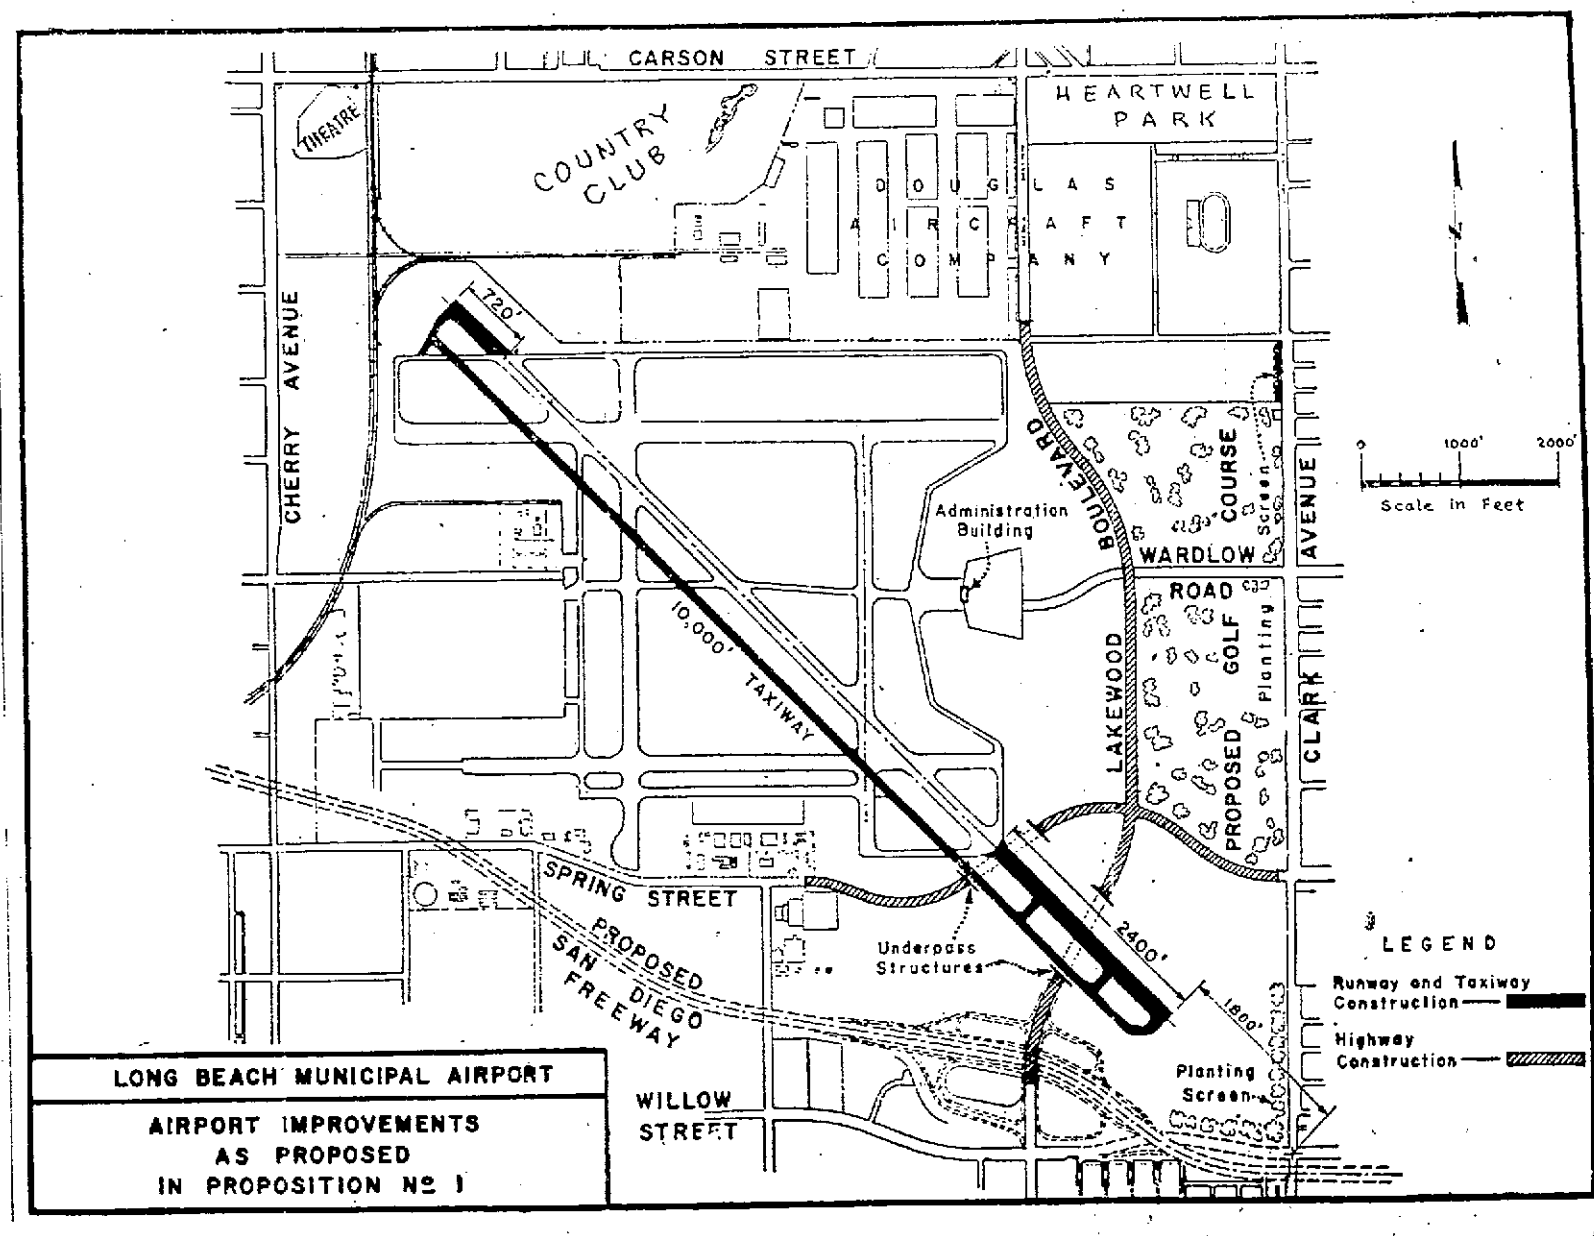 CARSON STREET
HEARTWELL
PARK
THEATRE
COUNTRY
CLUB
DOUGLAS
AIRCRAFT
COMPANY
720'
CHERRY AVENUE
LAKEWOOD BOULEVARD
Administration
Building
PROPOSED GOLF COURSE
Planting Screen
WARDLOW
ROAD
CLARK AVENUE
0 1000' 2000'
Scale in Feet
10,000' TAXIWAY
SPRING STREET
PROPOSED
SAN DIEGO
FREEWAY
Underpass
Structures
2400'
1800'
LEGEND
Runway and Taxiway
Construction
Highway
Construction
Planting
Screen
WILLOW
STREET
LONG BEACH MUNICIPAL AIRPORT
AIRPORT IMPROVEMENTS
AS PROPOSED
IN PROPOSITION Nº 1